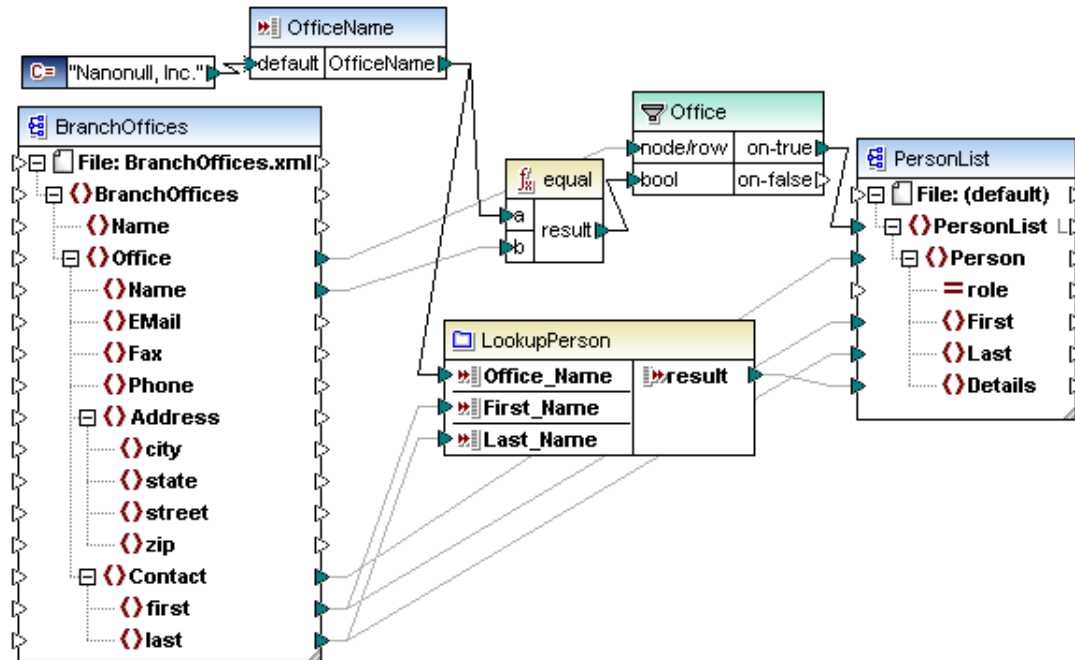 OfficeName
default OfficeName
C= "Nanonull, Inc."
BranchOffices
File: BranchOffices.xml
BranchOffices
Name
Office
Name
EMail
Fax
Phone
Address
city
state
street
zip
Contact
first
last
equal
a
b
result
Office
node/row on-true
bool on-false
LookupPerson
Office_Name result
First_Name
Last_Name
PersonList
File: (default)
PersonList
Person
role
First
Last
Details